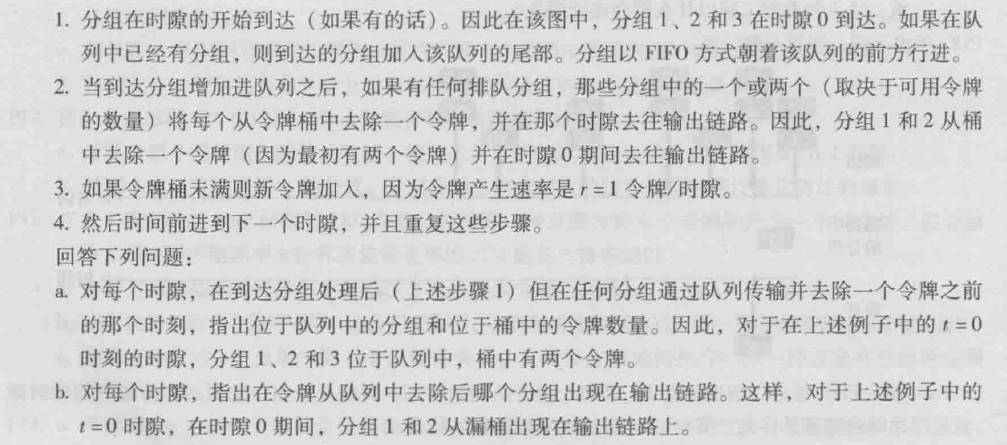 1. 分组在时隙的开始到达（如果有的话）。因此在该图中，分组1、2和3在时隙0到达。如果在队
列中已经有分组，则到达的分组加入该队列的尾部。分组以FIFO方式朝着该队列的前方行进。
2. 当到达分组增加进队列之后，如果有任何排队分组，那些分组中的一个或两个（取决于可用令牌
的数量）将每个从令牌桶中去除一个令牌，并在那个时隙去往输出链路。因此，分组1和2从桶
中去除一个令牌（因为最初有两个令牌）并在时隙0期间去往输出链路。
3. 如果令牌桶未满则新令牌加入，因为令牌产生速率是r=1令牌/时隙。
4. 然后时间前进到下一个时隙，并且重复这些步骤。
回答下列问题：
a. 对每个时隙，在到达分组处理后（上述步骤1）但在任何分组通过队列传输并去除一个令牌之前
的那个时刻，指出位于队列中的分组和位于桶中的令牌数量。因此，对于在上述例子中的t=0
时刻的时隙，分组1、2和3位于队列中，桶中有两个令牌。
b. 对每个时隙，指出在令牌从队列中去除后哪个分组出现在输出链路。这样，对于上述例子中的
t=0时隙，在时隙0期间，分组1和2从漏桶出现在输出链路上。